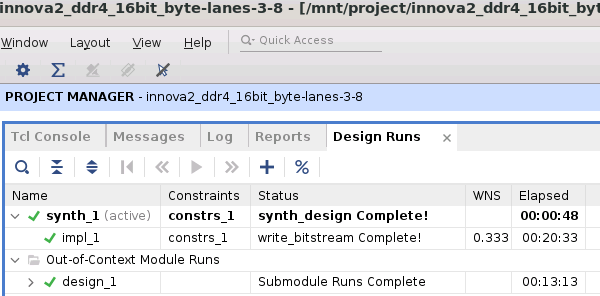 innova2_ddr4_16bit_byte-lanes-3-8 - [/mnt/project/innova2_ddr4_16bit_byt
Window Layout View Help Quick Access
PROJECT MANAGER - innova2_ddr4_16bit_byte-lanes-3-8
Tcl Console Messages Log Reports Design Runs ×
Name Constraints Status WNS Elapsed
synth_1 (active) constrs_1 synth_design Complete! 00:00:48
impl_1 constrs_1 write_bitstream Complete! 0.333 00:20:33
Out-of-Context Module Runs
design_1 Submodule Runs Complete 00:13:13